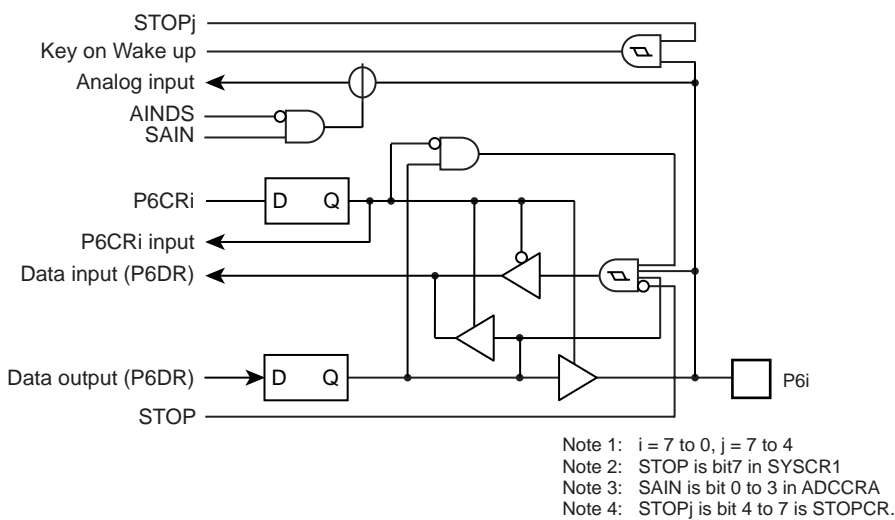 STOPj
Key on Wake up
Analog input
AINDS
SAIN
P6CRi
D Q
P6CRi input
Data input (P6DR)
Data output (P6DR)
D Q
P6i
STOP
Note 1: i = 7 to 0, j = 7 to 4
Note 2: STOP is bit7 in SYSCR1
Note 3: SAIN is bit 0 to 3 in ADCCRA
Note 4: STOPj is bit 4 to 7 is STOPCR.